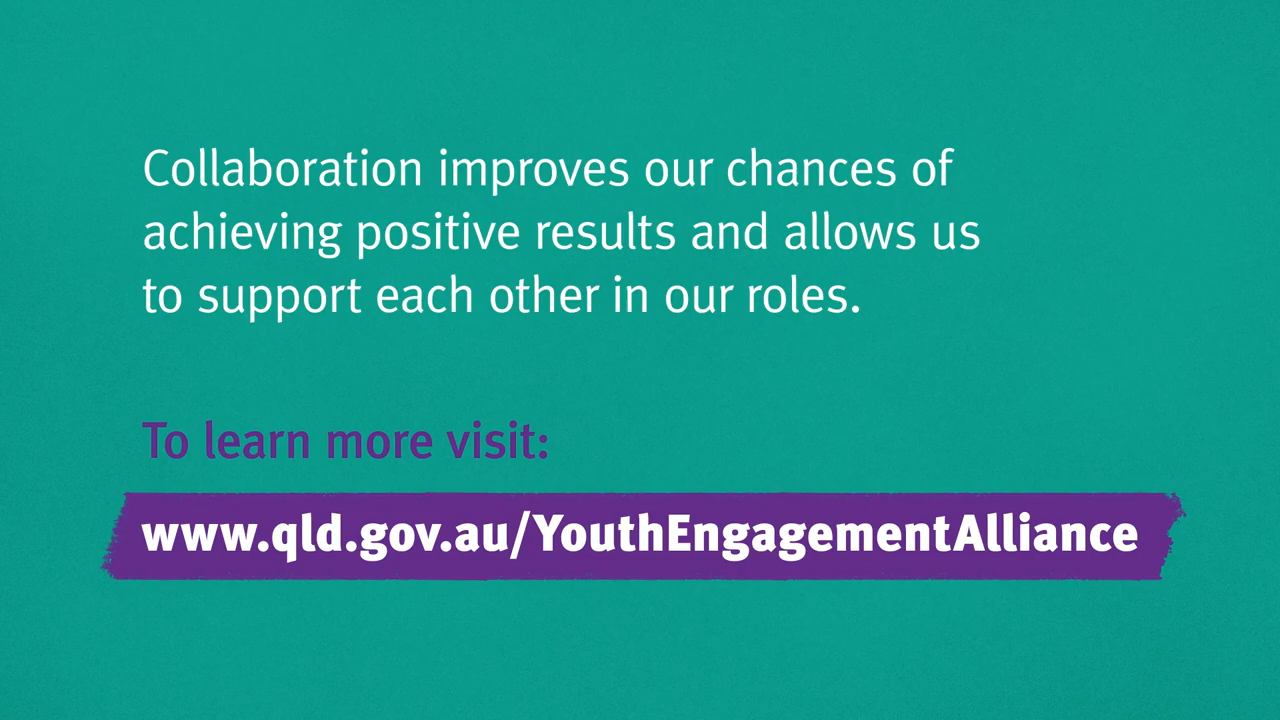 Collaboration improves our chances of
achieving positive results and allows us
to support each other in our roles.
To learn more visit:
www.qld.gov.au/YouthEngagementAlliance